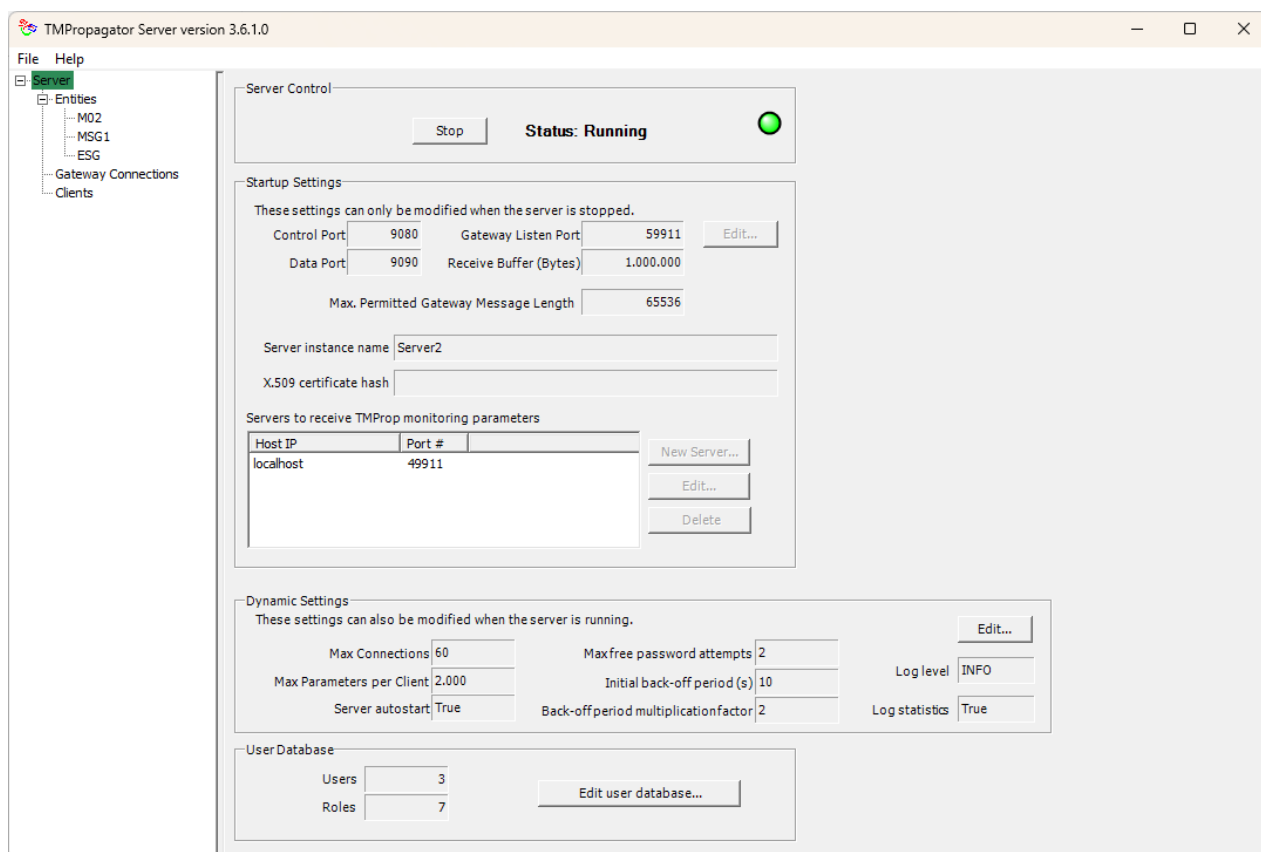 TMPropagator Server version 3.6.1.0
File Help
Server
Entities
M02
MSG1
ESG
Gateway Connections
Clients
Server Control
Stop Status: Running
Startup Settings
These settings can only be modified when the server is stopped.
Control Port 9080 Gateway Listen Port 59911 Edit...
Data Port 9090 Receive Buffer (Bytes) 1.000.000
Max. Permitted Gateway Message Length 65536
Server instance name Server2
X.509 certificate hash
Servers to receive TMProp monitoring parameters
Host IP Port #
localhost 49911
New Server...
Edit...
Delete
Dynamic Settings
These settings can also be modified when the server is running.
Edit...
Max Connections 60 Max free password attempts 2
Log level INFO
Max Parameters per Client 2.000 Initial back-off period (s) 10
Server autostart True Back-off period multiplication factor 2 Log statistics True
User Database
Users 3
Edit user database...
Roles 7